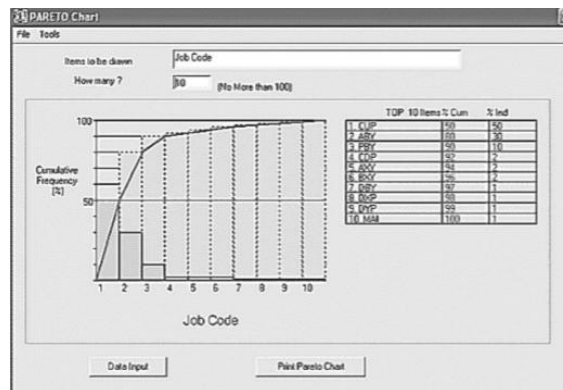 PARETO Chart
File Tools
Items to be drawn Job Code
How many ? 50 (No More than 100)
TOP 10 Items % Cum % Ind
1. CUP 50 50
2. ABY 80 30
3. PBY 90 10
4. CDP 92 2
5. AXY 94 2
6. BXY 96 2
7. DBY 97 1
8. DXP 98 1
9. DYP 99 1
10. MAI 100 1
100
Cumulative
Frequency
[%]
50
1 2 3 4 5 6 7 8 9 10
Job Code
Data Input Print Pareto Chart